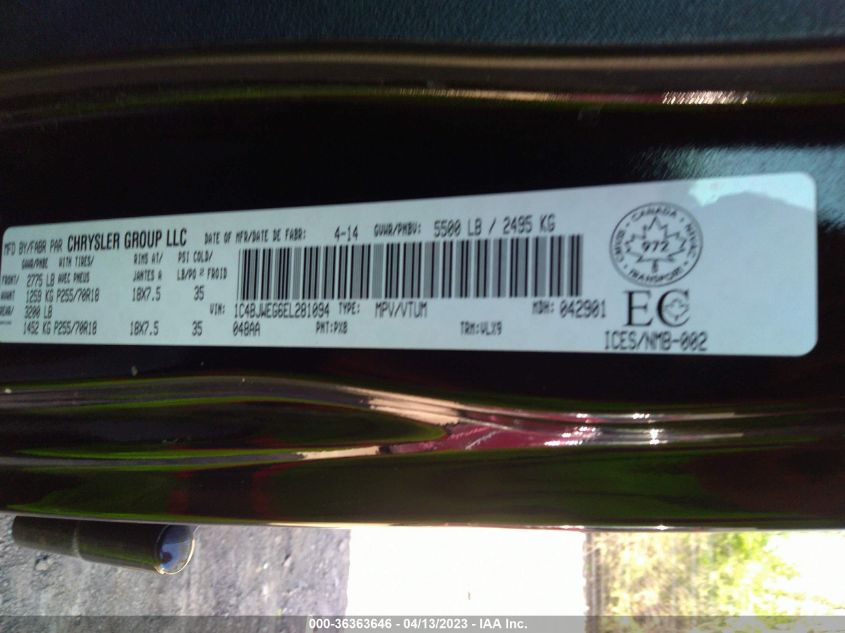 MFD BY/FABR PAR CHRYSLER GROUP LLC DATE OF MFR/DATE DE FABR: 4-14 GVWR/PNBV: 5500 LB / 2495 KG
GAWR/PNBE WITH TIRES/ RIMS AT/ PSI COLD/
FRONT/ 2775 LB AVEC PNEUS JANTES A LB/PO² FROID
AVANT 1259 KG P255/70R18 18X7.5 35
REAR/ 3200 LB
1452 KG P255/70R18 18X7.5 35
VIN: 1C4BJWEG6EL281094 TYPE: MPV/VTUM MDH: 042901
048AA PNT:PX8 TRM:VLX9
CANADA
972
TRANSPORT
EC
ICES/NMB-002
000-36363646 - 04/13/2023 - IAA Inc.